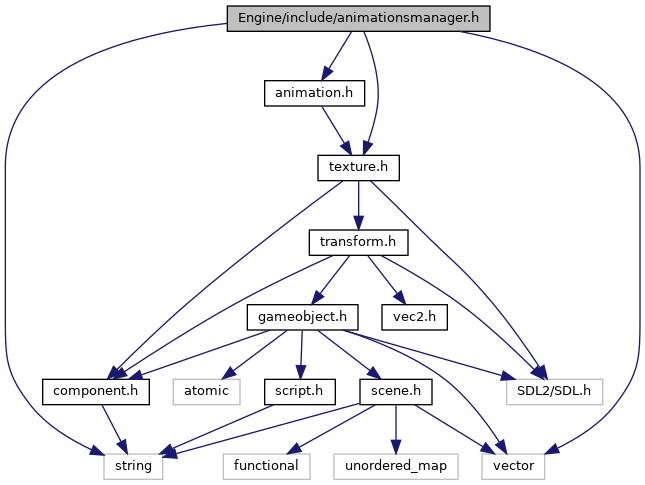 Engine/include/animationsmanager.h
animation.h
texture.h
transform.h
gameobject.h
vec2.h
component.h
atomic
script.h
scene.h
SDL2/SDL.h
string
functional
unordered_map
vector